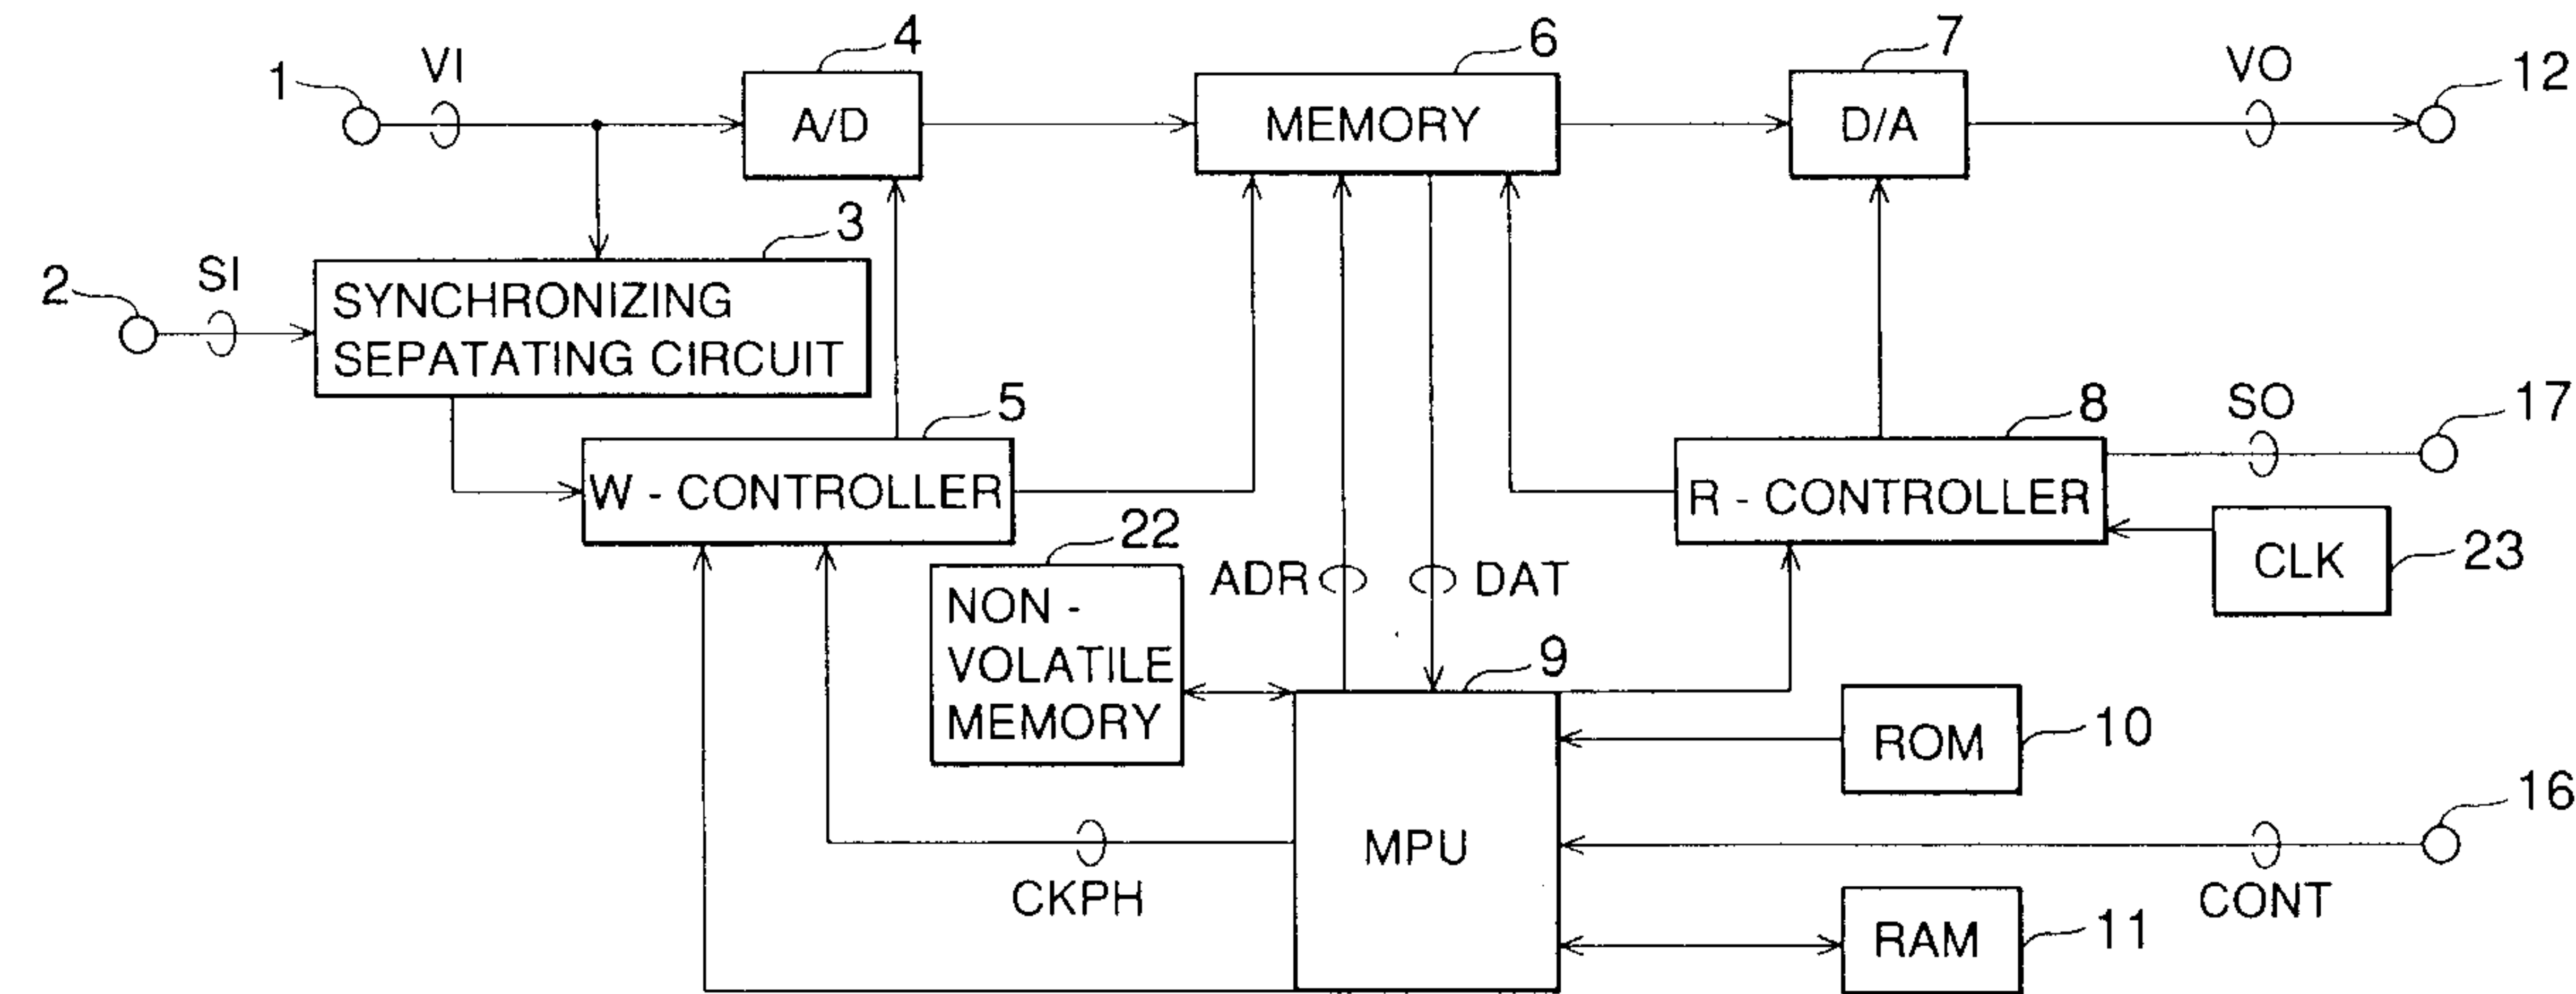 4
6
7
1
VI
A/D
MEMORY
D/A
VO
12
3
2
SI
SYNCHRONIZING
SEPATATING CIRCUIT
5
8
SO
17
W - CONTROLLER
R - CONTROLLER
22
ADR
DAT
CLK
23
NON -
VOLATILE
MEMORY
9
ROM
10
16
MPU
CKPH
CONT
RAM
11